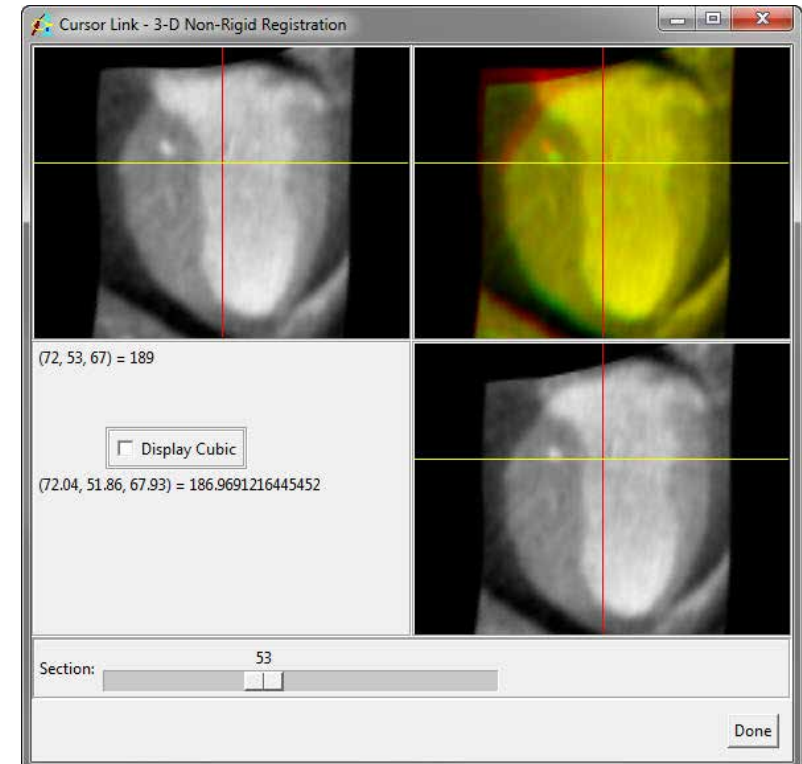 Cursor Link - 3-D Non-Rigid Registration
(72, 53, 67) = 189
Display Cubic
(72.04, 51.86, 67.93) = 186.9691216445452
53
Section:
Done